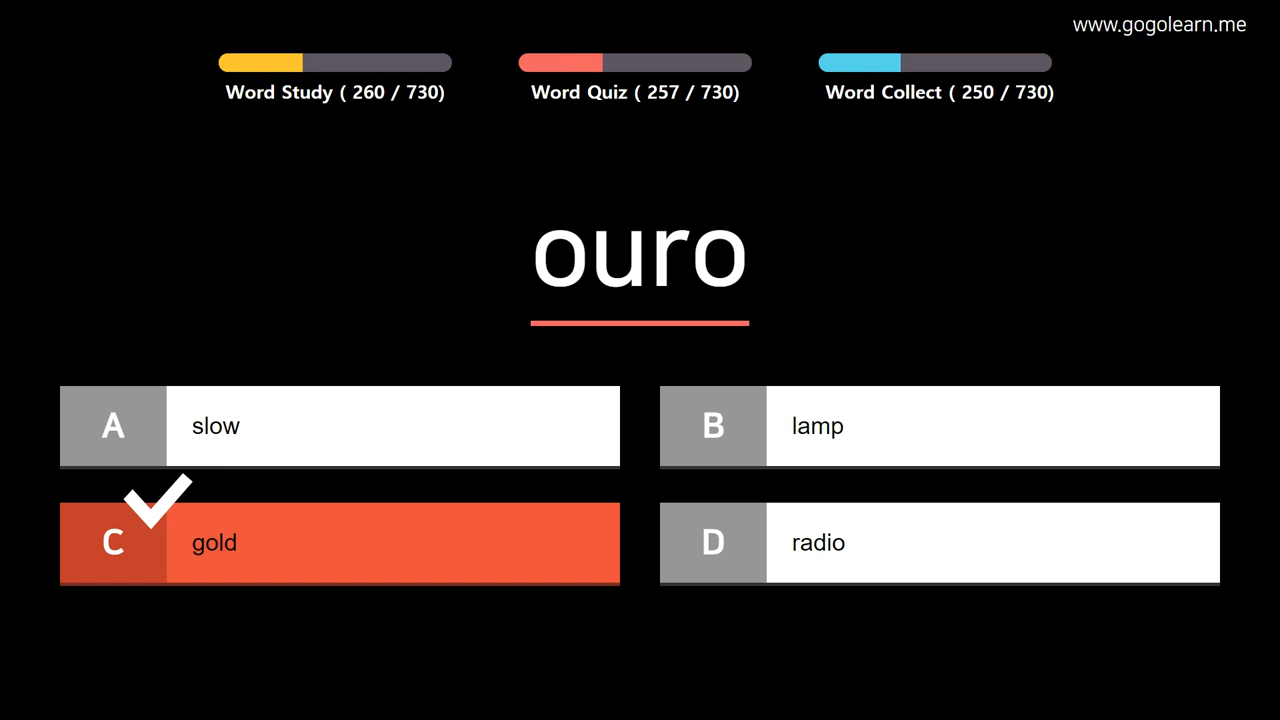 www.gogolearn.me
Word Study ( 260 / 730)
Word Quiz ( 257 / 730)
Word Collect ( 250 / 730)
ouro
A slow
B lamp
C gold
D radio